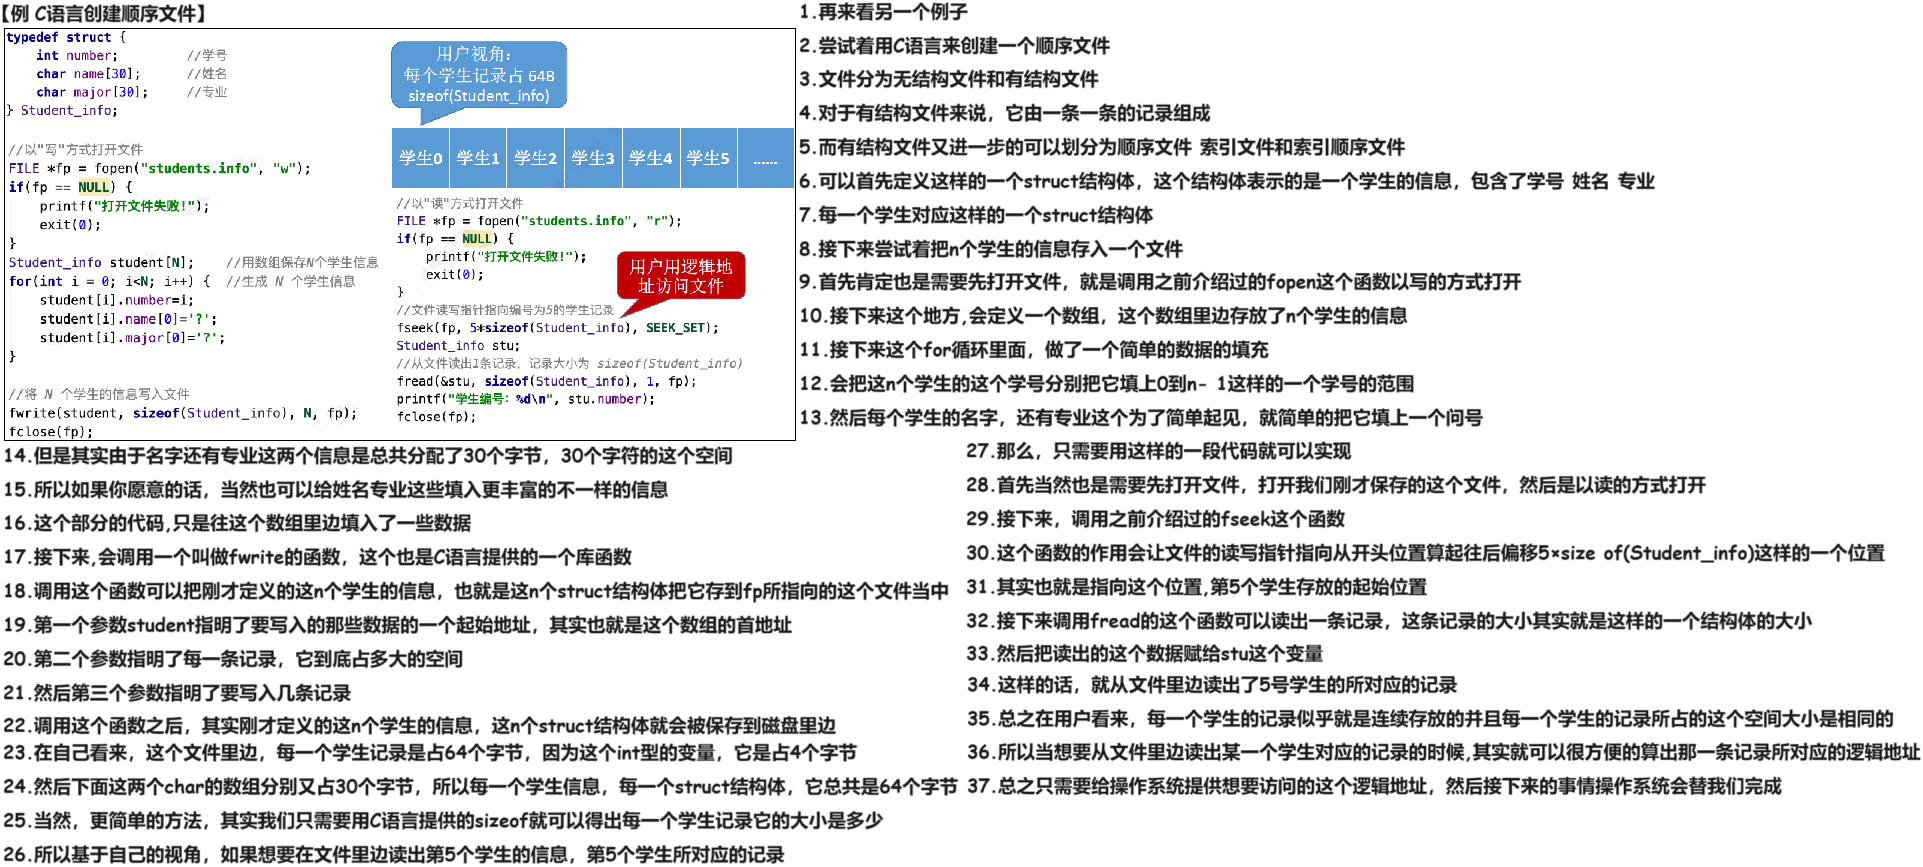 【例 C语言创建顺序文件】
typedef struct {
    int number;         //学号
    char name[30];      //姓名
    char major[30];     //专业
} Student_info;
//以"写"方式打开文件
FILE *fp = fopen("students.info", "w");
if(fp == NULL) {
    printf("打开文件失败!");
    exit(0);
}
Student_info student[N];    //用数组保存N个学生信息
for(int i = 0; i<N; i++) {  //生成 N 个学生信息
    student[i].number=i;
    student[i].name[0]='?';
    student[i].major[0]='?';
}
//将 N 个学生的信息写入文件
fwrite(student, sizeof(Student_info), N, fp);
fclose(fp);
用户视角:
每个学生记录占 64B
sizeof(Student_info)
学生0 学生1 学生2 学生3 学生4 学生5 ......
//以"读"方式打开文件
FILE *fp = fopen("students.info", "r");
if(fp == NULL) {
    printf("打开文件失败!");
    exit(0);
}
用户用逻辑地
址访问文件
//文件读写指针指向编号为5的学生记录
fseek(fp, 5*sizeof(Student_info), SEEK_SET);
Student_info stu;
//从文件读出1条记录, 记录大小为 sizeof(Student_info)
fread(&stu, sizeof(Student_info), 1, fp);
printf("学生编号: %d\n", stu.number);
fclose(fp);
1.再来看另一个例子
2.尝试着用C语言来创建一个顺序文件
3.文件分为无结构文件和有结构文件
4.对于有结构文件来说，它由一条一条的记录组成
5.而有结构文件又进一步的可以划分为顺序文件 索引文件和索引顺序文件
6.可以首先定义这样的一个struct结构体，这个结构体表示的是一个学生的信息，包含了学号 姓名 专业
7.每一个学生对应这样的一个struct结构体
8.接下来尝试着把n个学生的信息存入一个文件
9.首先肯定也是需要先打开文件，就是调用之前介绍过的fopen这个函数以写的方式打开
10.接下来这个地方,会定义一个数组，这个数组里边存放了n个学生的信息
11.接下来这个for循环里面，做了一个简单的数据的填充
12.会把这n个学生的这个学号分别把它填上0到n- 1这样的一个学号的范围
13.然后每个学生的名字，还有专业这个为了简单起见，就简单的把它填上一个问号
14.但是其实由于名字还有专业这两个信息是总共分配了30个字节，30个字符的这个空间
15.所以如果你愿意的话，当然也可以给姓名专业这些填入更丰富的不一样的信息
16.这个部分的代码,只是往这个数组里边填入了一些数据
17.接下来,会调用一个叫做fwrite的函数，这个也是C语言提供的一个库函数
18.调用这个函数可以把刚才定义的这n个学生的信息，也就是这n个struct结构体把它存到fp所指向的这个文件当中
19.第一个参数student指明了要写入的那些数据的一个起始地址，其实也就是这个数组的首地址
20.第二个参数指明了每一条记录，它到底占多大的空间
21.然后第三个参数指明了要写入几条记录
22.调用这个函数之后，其实刚才定义的这n个学生的信息，这n个struct结构体就会被保存到磁盘里边
23.在自己看来，这个文件里边，每一个学生记录是占64个字节，因为这个int型的变量，它是占4个字节
24.然后下面这两个char的数组分别又占30个字节，所以每一个学生信息，每一个struct结构体，它总共是64个字节
25.当然，更简单的方法，其实我们只需要用C语言提供的sizeof就可以得出每一个学生记录它的大小是多少
26.所以基于自己的视角，如果想要在文件里边读出第5个学生的信息，第5个学生所对应的记录
27.那么，只需要用这样的一段代码就可以实现
28.首先当然也是需要先打开文件，打开我们刚才保存的这个文件，然后是以读的方式打开
29.接下来，调用之前介绍过的fseek这个函数
30.这个函数的作用会让文件的读写指针指向从开头位置算起往后偏移5×size of(Student_info)这样的一个位置
31.其实也就是指向这个位置,第5个学生存放的起始位置
32.接下来调用fread的这个函数可以读出一条记录，这条记录的大小其实就是这样的一个结构体的大小
33.然后把读出的这个数据赋给stu这个变量
34.这样的话，就从文件里边读出了5号学生的所对应的记录
35.总之在用户看来，每一个学生的记录似乎就是连续存放的并且每一个学生的记录所占的这个空间大小是相同的
36.所以当想要从文件里边读出某一个学生对应的记录的时候,其实就可以很方便的算出那一条记录所对应的逻辑地址
37.总之只需要给操作系统提供想要访问的这个逻辑地址，然后接下来的事情操作系统会替我们完成